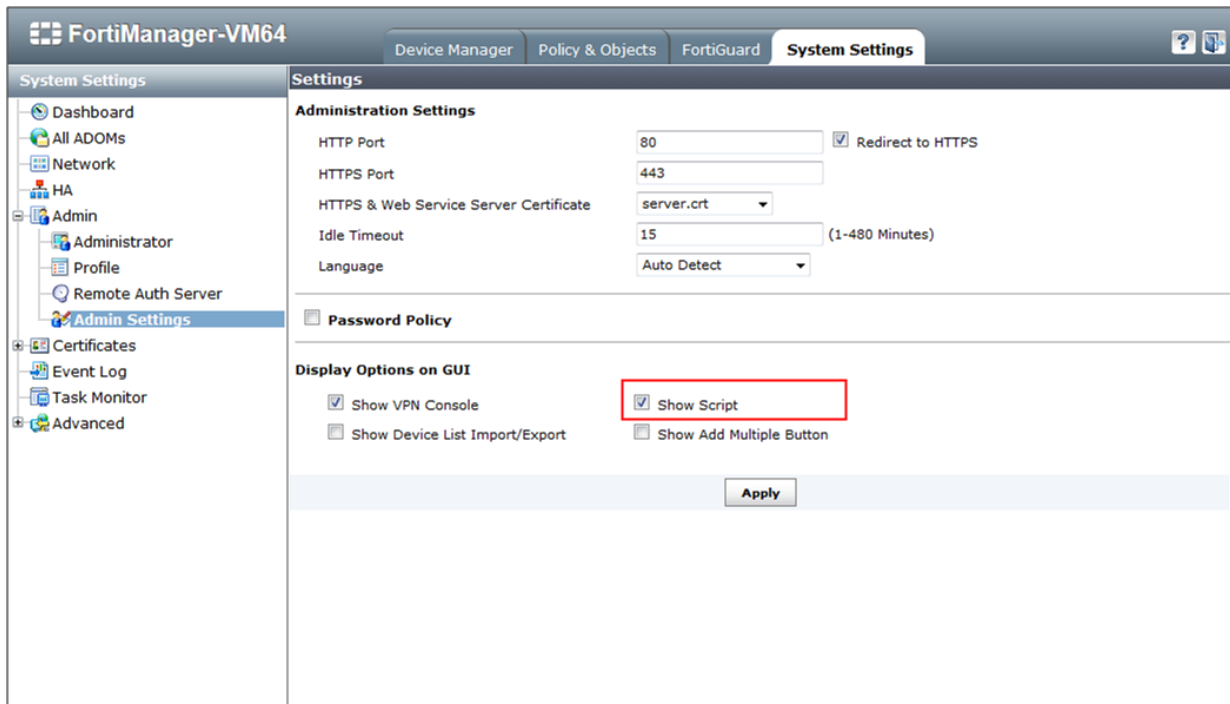 FortiManager-VM64
Device Manager Policy & Objects FortiGuard System Settings ?
System Settings
Dashboard
All ADOMs
Network
HA
Admin
Administrator
Profile
Remote Auth Server
Admin Settings
Certificates
Event Log
Task Monitor
Advanced
Settings
Administration Settings
HTTP Port 80 Redirect to HTTPS
HTTPS Port 443
HTTPS & Web Service Server Certificate server.crt
Idle Timeout 15 (1-480 Minutes)
Language Auto Detect
Password Policy
Display Options on GUI
Show VPN Console Show Script
Show Device List Import/Export Show Add Multiple Button
Apply